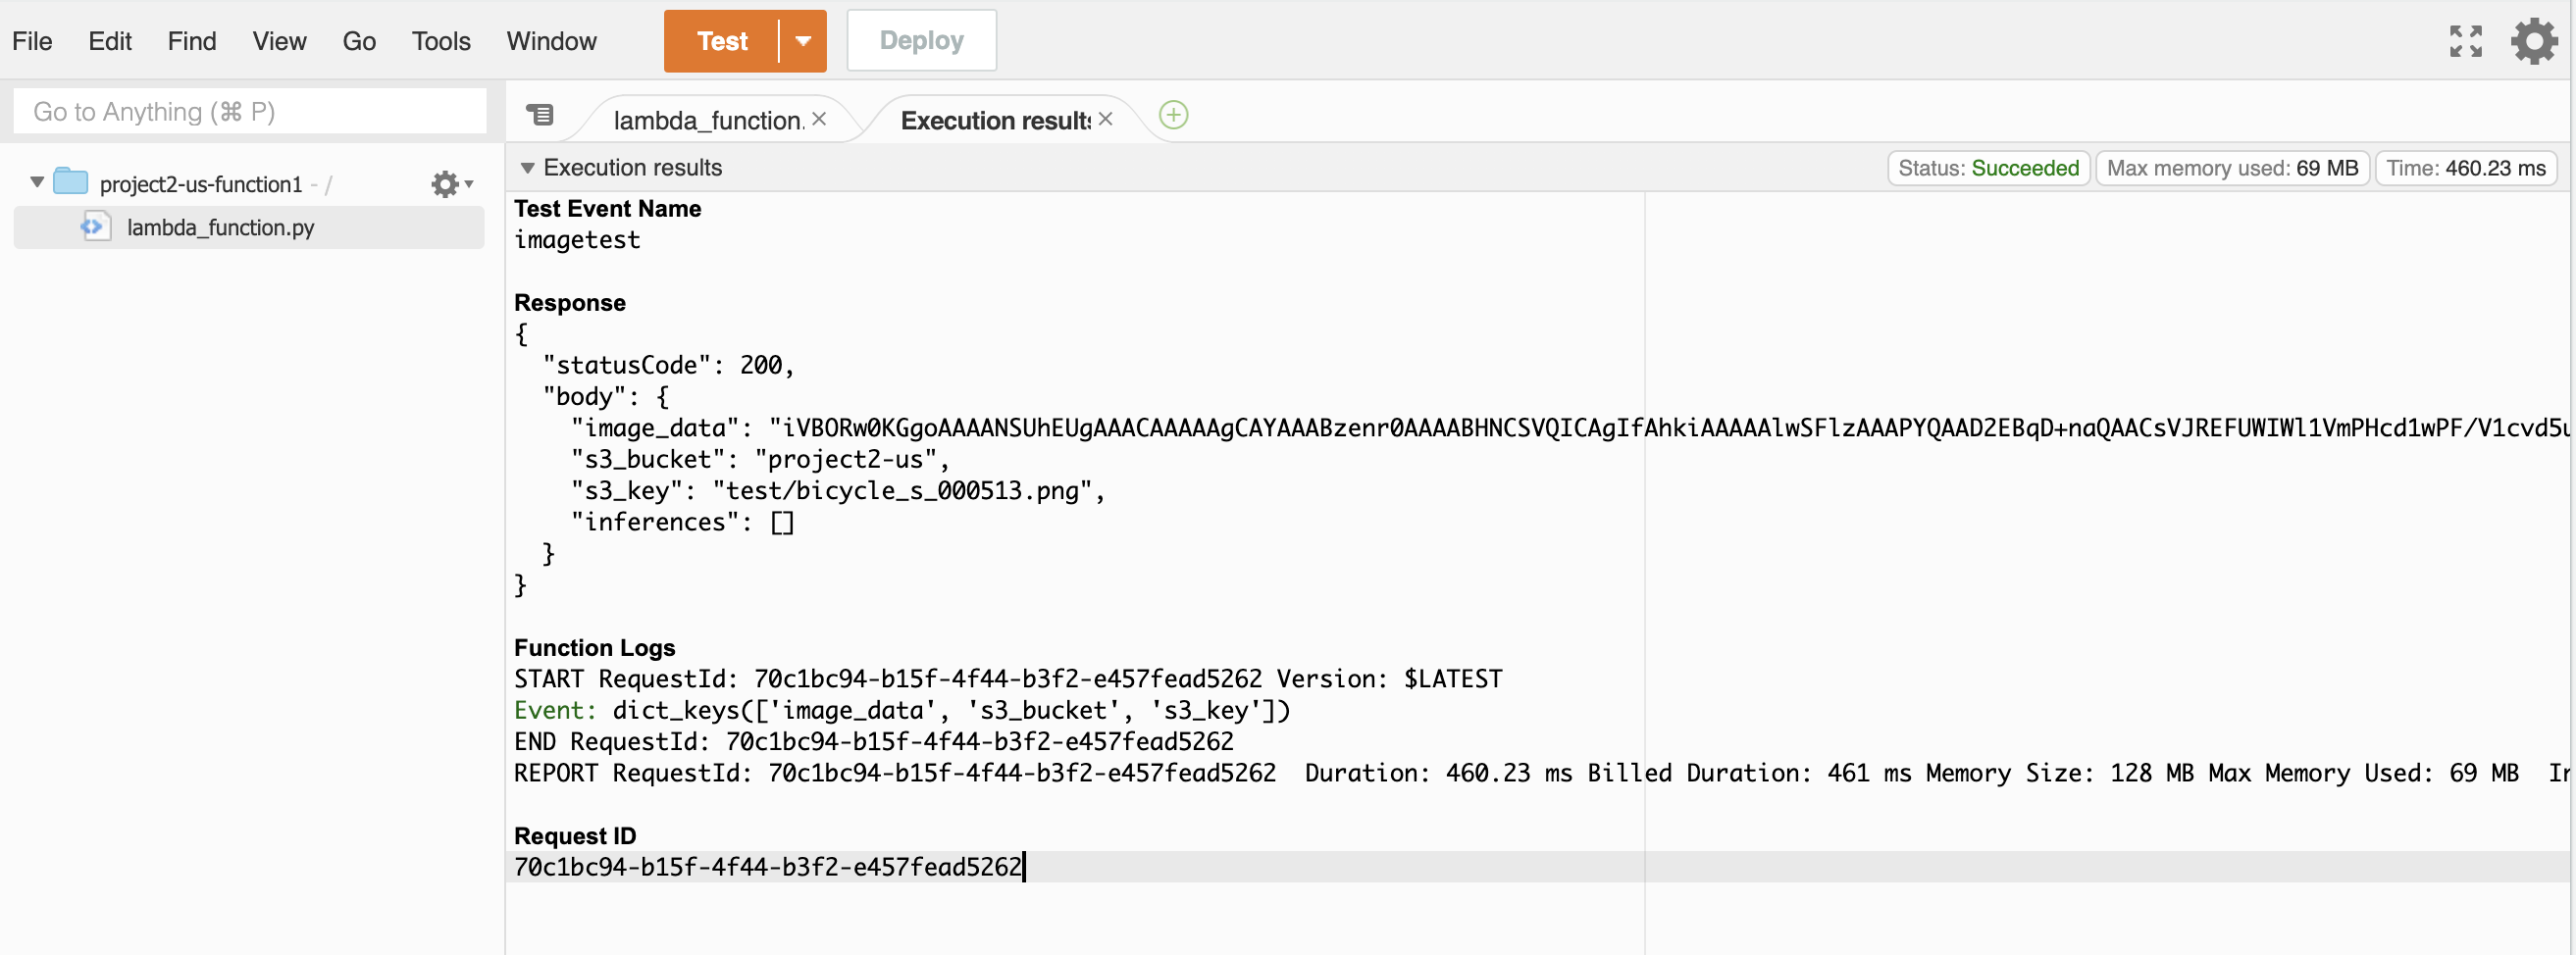 File Edit Find View Go Tools Window Test Deploy
Go to Anything (⌘ P)
lambda_function. × Execution results ×
project2-us-function1 - /
lambda_function.py
Execution results Status: Succeeded Max memory used: 69 MB Time: 460.23 ms
Test Event Name
imagetest
Response
{
"statusCode": 200,
"body": {
"image_data": "iVBORw0KGgoAAAANSUhEUgAAACAAAAAgCAYAAABzenr0AAAABHNCSVQICAgIfAhkiAAAAAlwSFlzAAAPYQAAD2EBqD+naQAACsVJREFUWIWl1VmPHcd1wPF/V1cvd5u
"s3_bucket": "project2-us",
"s3_key": "test/bicycle_s_000513.png",
"inferences": []
}
}
Function Logs
START RequestId: 70c1bc94-b15f-4f44-b3f2-e457fead5262 Version: $LATEST
Event: dict_keys(['image_data', 's3_bucket', 's3_key'])
END RequestId: 70c1bc94-b15f-4f44-b3f2-e457fead5262
REPORT RequestId: 70c1bc94-b15f-4f44-b3f2-e457fead5262 Duration: 460.23 ms Billed Duration: 461 ms Memory Size: 128 MB Max Memory Used: 69 MB
Request ID
70c1bc94-b15f-4f44-b3f2-e457fead5262